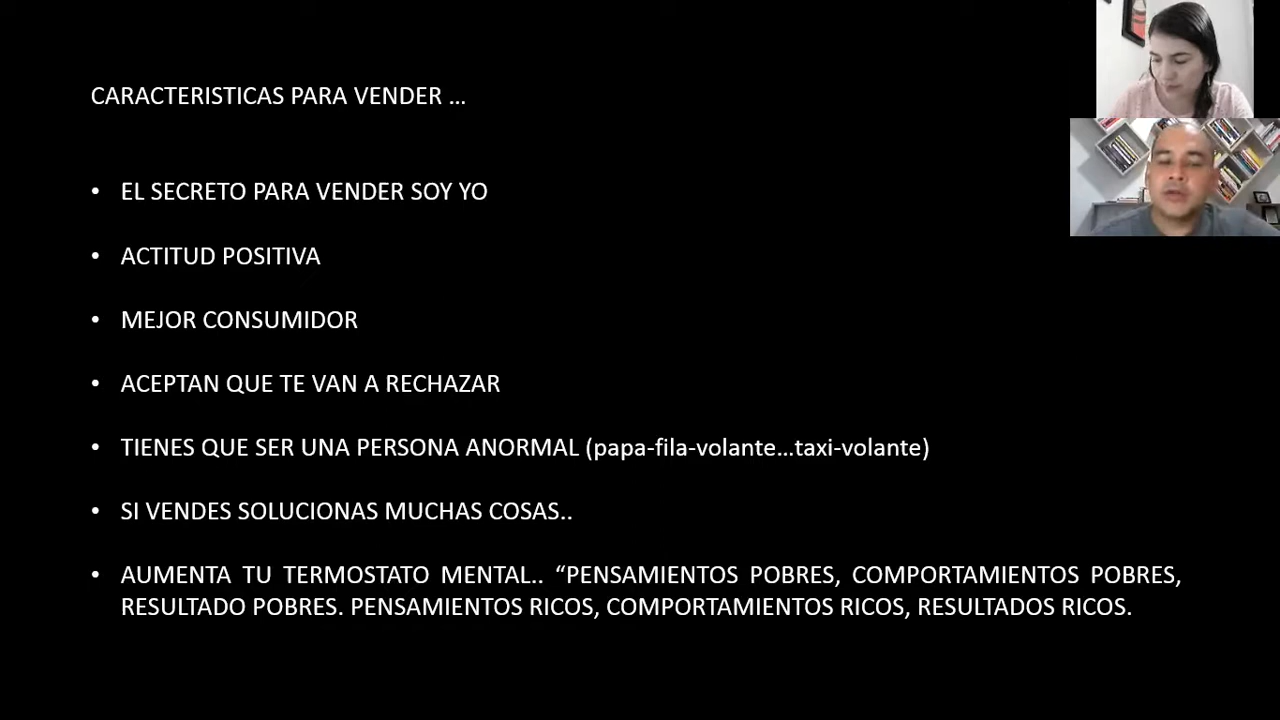 CARACTERISTICAS PARA VENDER …
• EL SECRETO PARA VENDER SOY YO
• ACTITUD POSITIVA
• MEJOR CONSUMIDOR
• ACEPTAN QUE TE VAN A RECHAZAR
• TIENES QUE SER UNA PERSONA ANORMAL (papa-fila-volante…taxi-volante)
• SI VENDES SOLUCIONAS MUCHAS COSAS..
• AUMENTA TU TERMOSTATO MENTAL.. “PENSAMIENTOS POBRES, COMPORTAMIENTOS POBRES,
RESULTADO POBRES. PENSAMIENTOS RICOS, COMPORTAMIENTOS RICOS, RESULTADOS RICOS.